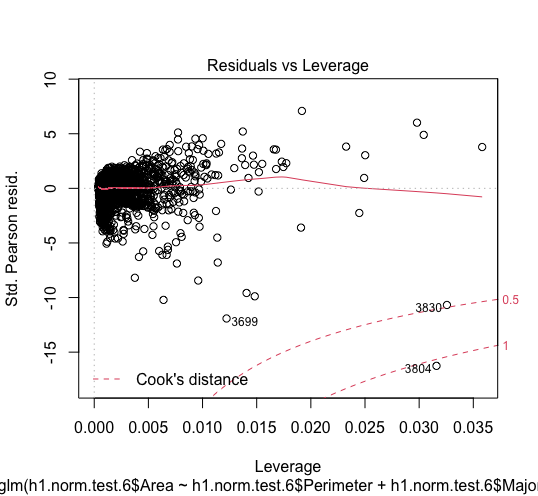 Residuals vs Leverage
Std. Pearson resid.
10
5
0
-5
-10
-15
3699
3830
3804
0.5
1
Cook's distance
0.000 0.005 0.010 0.015 0.020 0.025 0.030 0.035
Leverage
glm(h1.norm.test.6$Area ~ h1.norm.test.6$Perimeter + h1.norm.test.6$Major